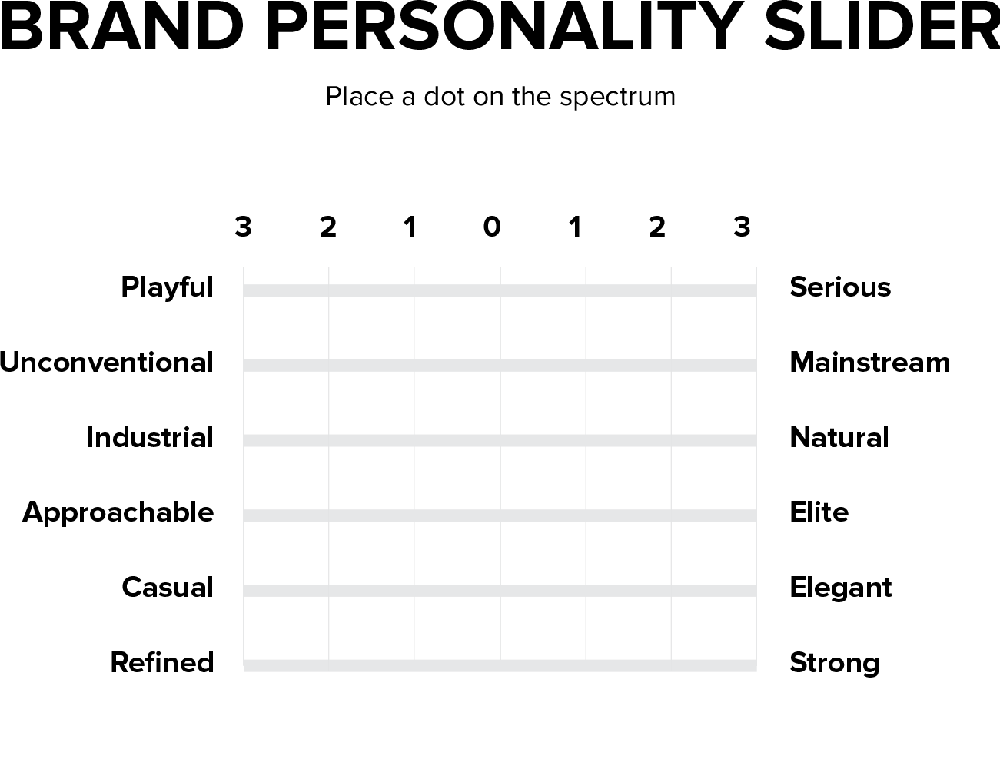 BRAND PERSONALITY SLIDER
Place a dot on the spectrum
3 2 1 0 1 2 3
Playful Serious
Unconventional Mainstream
Industrial Natural
Approachable Elite
Casual Elegant
Refined Strong